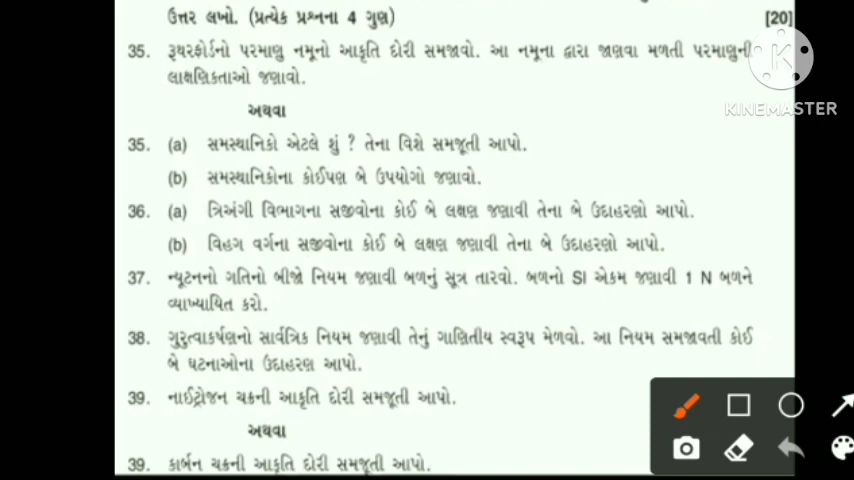 ઉત્તર લખો. (પ્રત્યેક પ્રશ્નના 4 ગુણ) [20]
35. રૂથરફોર્ડનો પરમાણુ નમૂનો આકૃતિ દોરી સમજાવો. આ નમૂના દ્વારા જાણવા મળતી પરમાણુની
લાક્ષણિકતાઓ જણાવો.
KINEMASTER
અથવા
35. (a) સમસ્થાનિકો એટલે શું ? તેના વિશે સમજૂતી આપો.
(b) સમસ્થાનિકોના કોઈપણ બે ઉપયોગો જણાવો.
36. (a) ત્રિઅંગી વિભાગના સજીવોના કોઈ બે લક્ષણ જણાવી તેના બે ઉદાહરણો આપો.
(b) વિહગ વર્ગના સજીવોના કોઈ બે લક્ષણ જણાવી તેના બે ઉદાહરણો આપો.
37. ન્યૂટનનો ગતિનો બીજો નિયમ જણાવી બળનું સૂત્ર તારવો. બળનો SI એકમ જણાવી 1 N બળને
વ્યાખ્યાયિત કરો.
38. ગુરુત્વાકર્ષણનો સાર્વત્રિક નિયમ જણાવી તેનું ગાણિતીય સ્વરૂપ મેળવો. આ નિયમ સમજાવતી કોઈ
બે ઘટનાઓના ઉદાહરણ આપો.
39. નાઈટ્રોજન ચક્રની આકૃતિ દોરી સમજૂતી આપો.
અથવા
39. કાર્બન ચક્રની આકૃતિ દોરી સમજૂતી આપો.